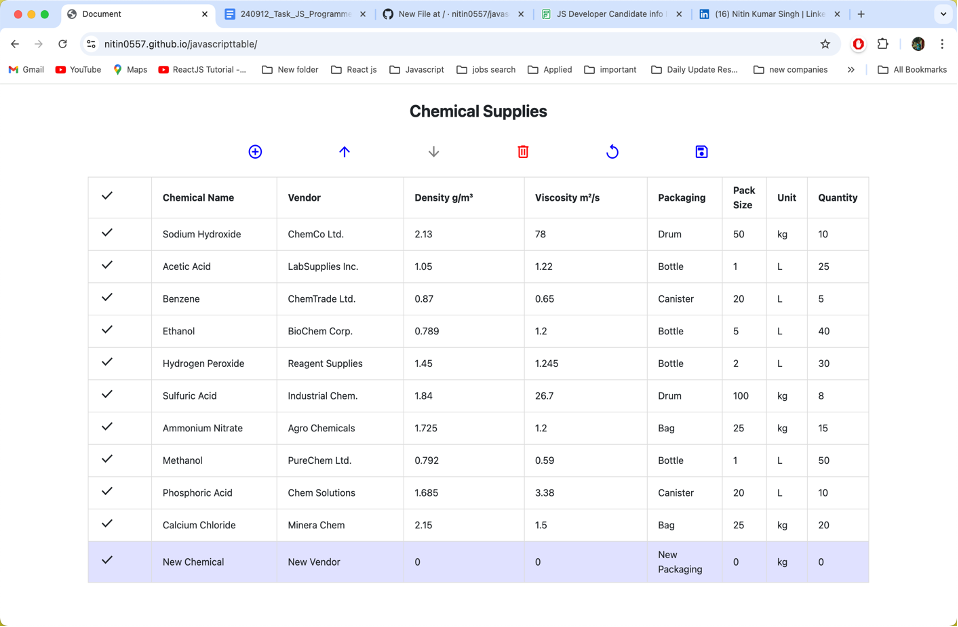 Document
240912_Task_JS_Programme
New File at / · nitin0557/javas
JS Developer Candidate info
(16) Nitin Kumar Singh | Linke
nitin0557.github.io/javascripttable/
Gmail YouTube Maps ReactJS Tutorial -... New folder React js Javascript jobs search Applied important Daily Update Res... new companies » All Bookmarks
Chemical Supplies
Chemical Name Vendor Density g/m³ Viscosity m²/s Packaging Pack Size Unit Quantity
Sodium Hydroxide ChemCo Ltd. 2.13 78 Drum 50 kg 10
Acetic Acid LabSupplies Inc. 1.05 1.22 Bottle 1 L 25
Benzene ChemTrade Ltd. 0.87 0.65 Canister 20 L 5
Ethanol BioChem Corp. 0.789 1.2 Bottle 5 L 40
Hydrogen Peroxide Reagent Supplies 1.45 1.245 Bottle 2 L 30
Sulfuric Acid Industrial Chem. 1.84 26.7 Drum 100 kg 8
Ammonium Nitrate Agro Chemicals 1.725 1.2 Bag 25 kg 15
Methanol PureChem Ltd. 0.792 0.59 Bottle 1 L 50
Phosphoric Acid Chem Solutions 1.685 3.38 Canister 20 L 10
Calcium Chloride Minera Chem 2.15 1.5 Bag 25 kg 20
New Chemical New Vendor 0 0 New Packaging 0 kg 0